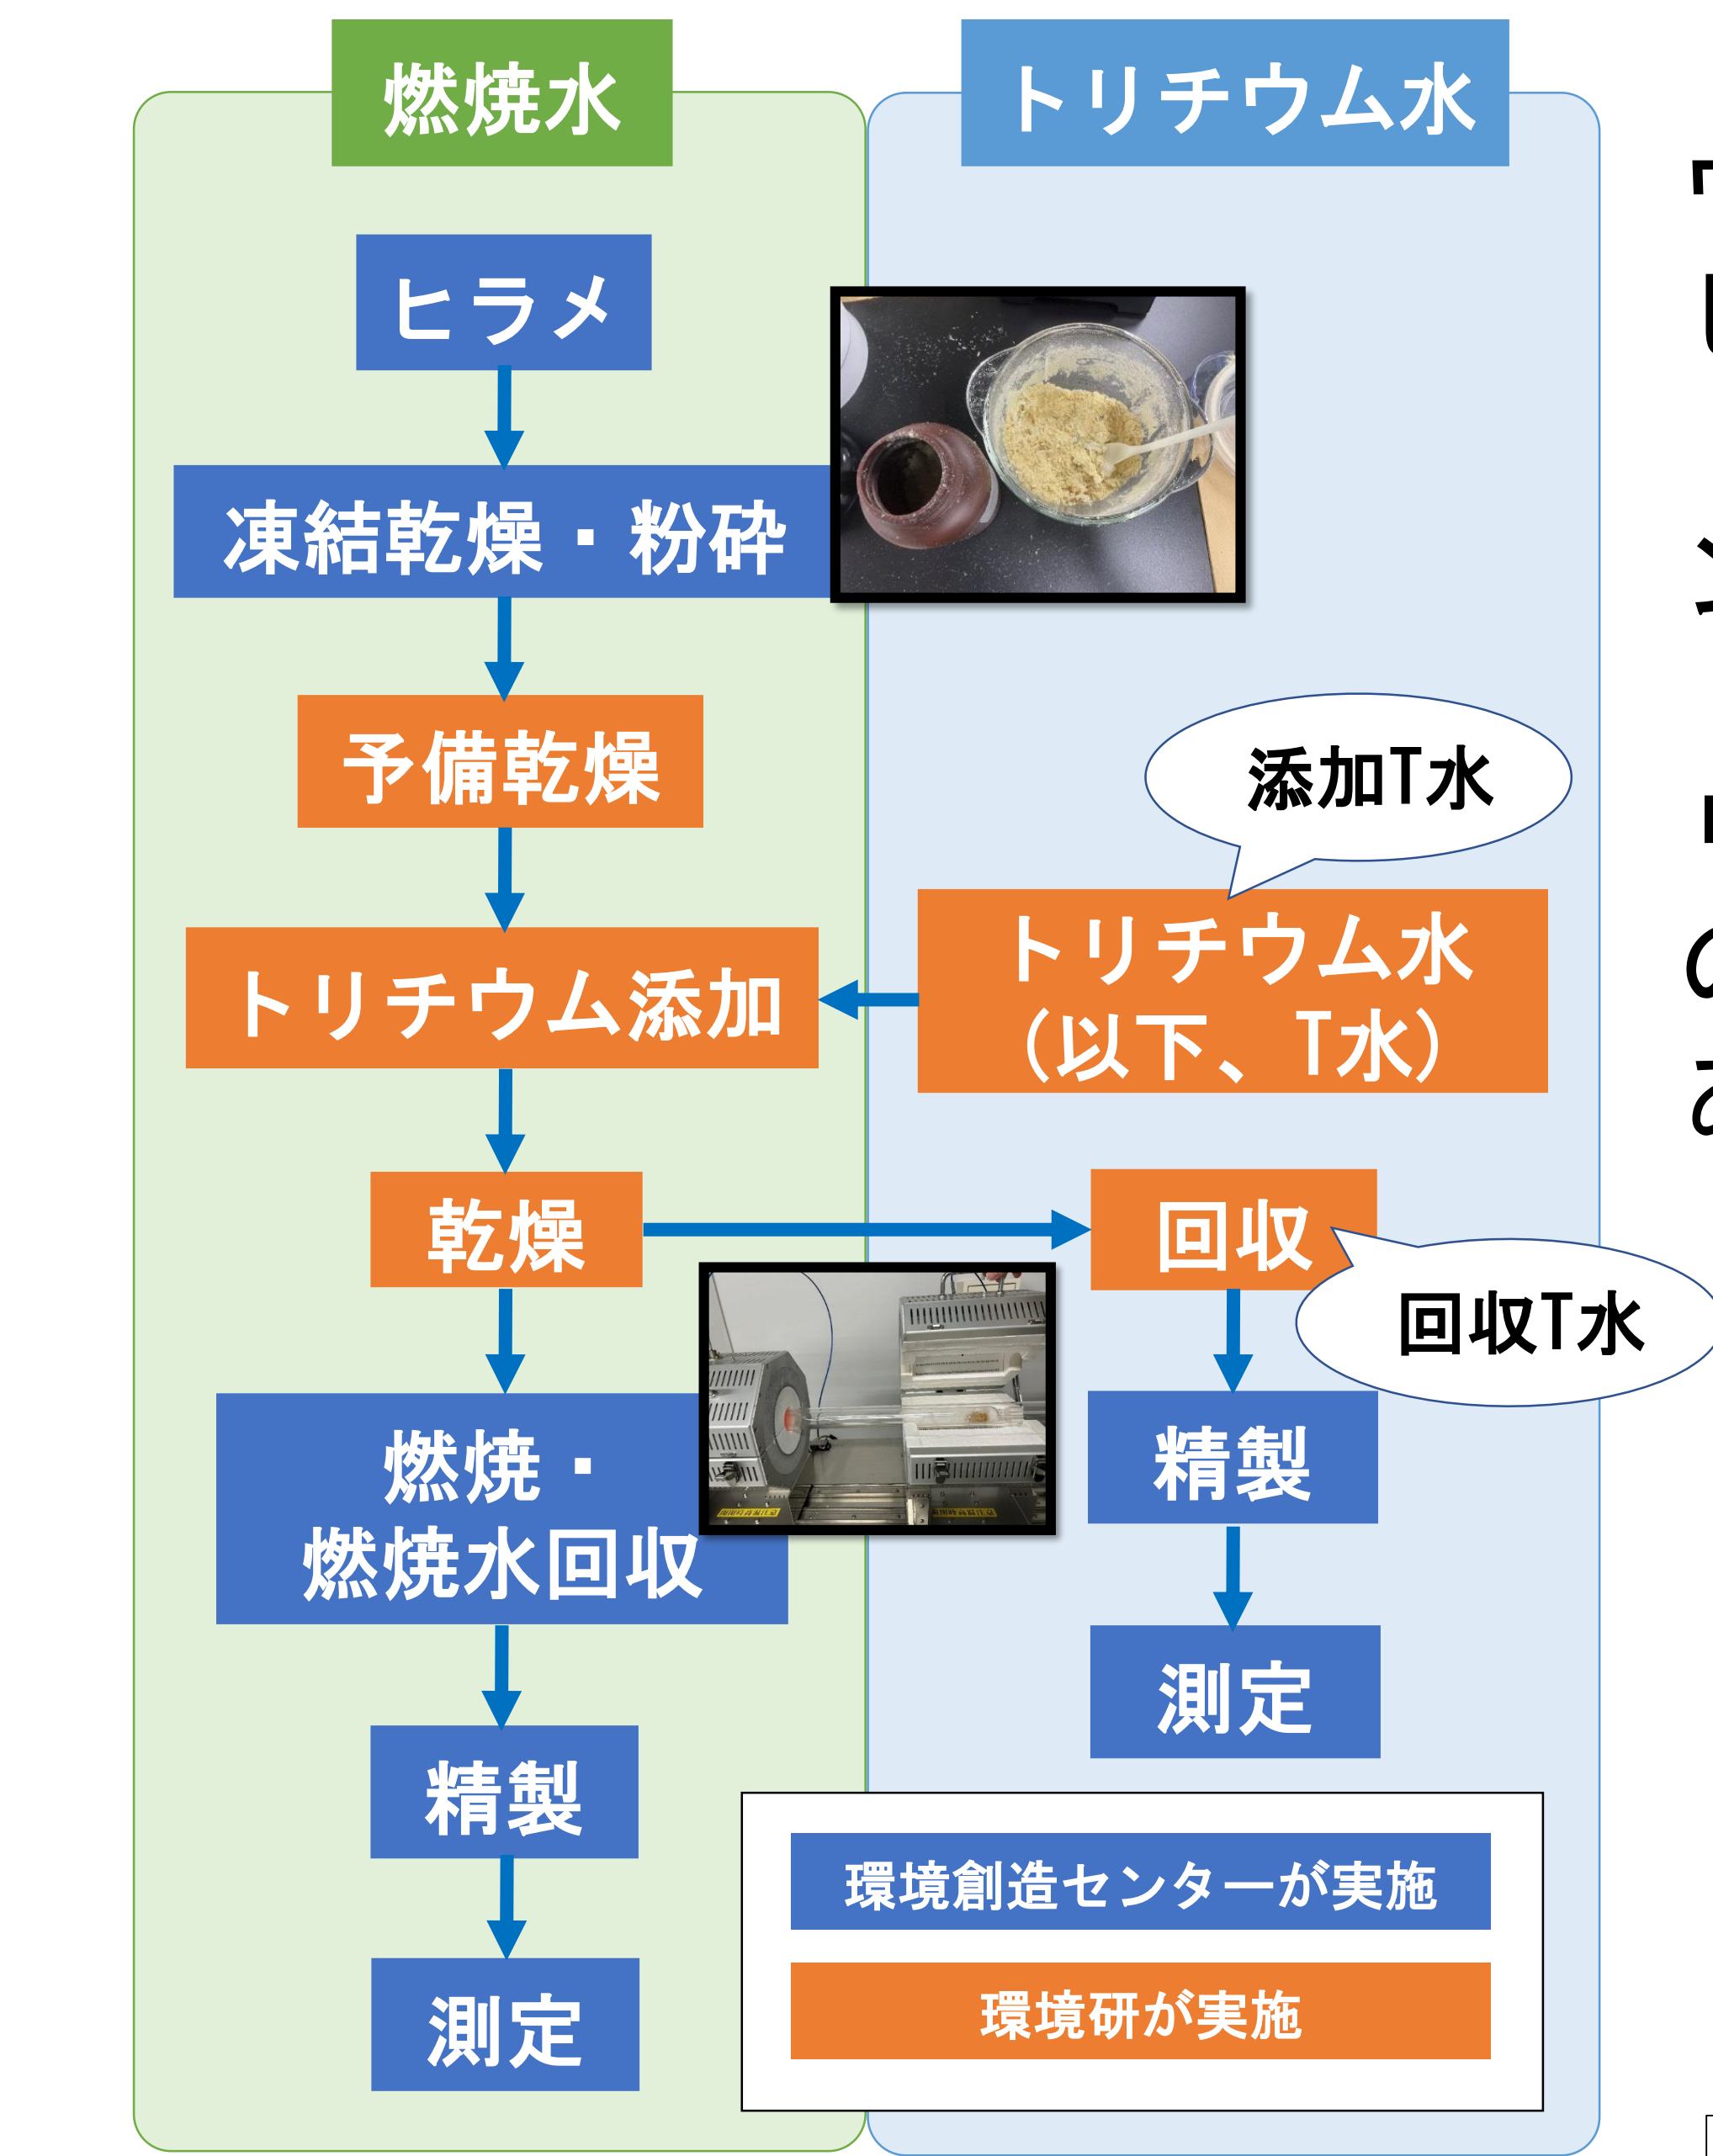 燃焼水
トリチウム水
ヒラメ
凍結乾燥・粉砕
予備乾燥
添加T水
トリチウム添加
トリチウム水
（以下、T水）
乾燥
回収
回収T水
燃焼・
燃焼水回収
精製
測定
精製
測定
環境創造センターが実施
環境研が実施